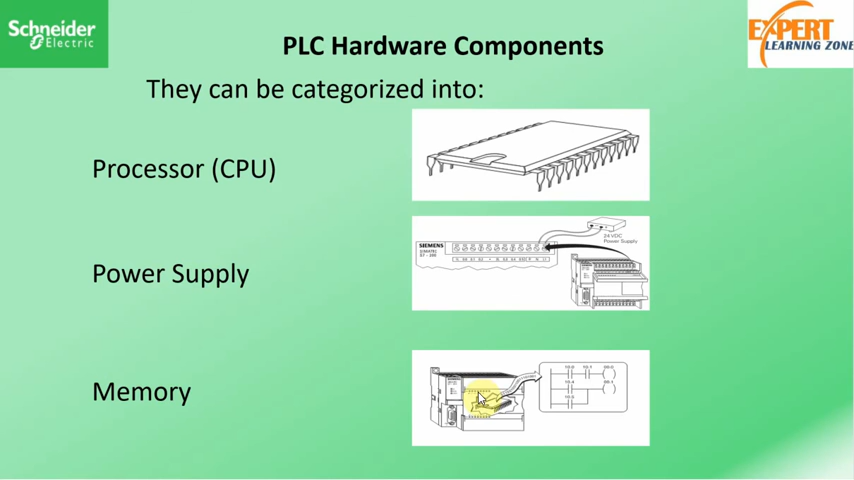 Schneider
Electric
EXPERT
LEARNING ZONE
PLC Hardware Components
They can be categorized into:
Processor (CPU)
Power Supply
24 VDC
Power Supply
SIEMENS
Memory